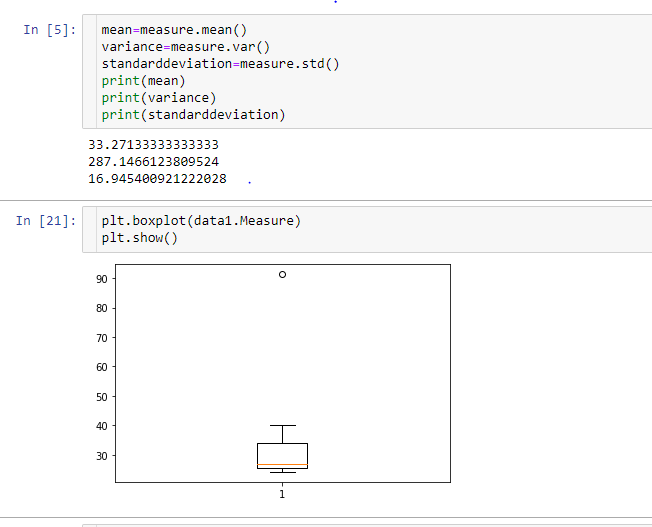 In [5]: mean=measure.mean()
variance=measure.var()
standarddeviation=measure.std()
print(mean)
print(variance)
print(standarddeviation)
33.27133333333333
287.1466123809524
16.945400921222028
In [21]: plt.boxplot(data1.Measure)
plt.show()
90
80
70
60
50
40
30
1